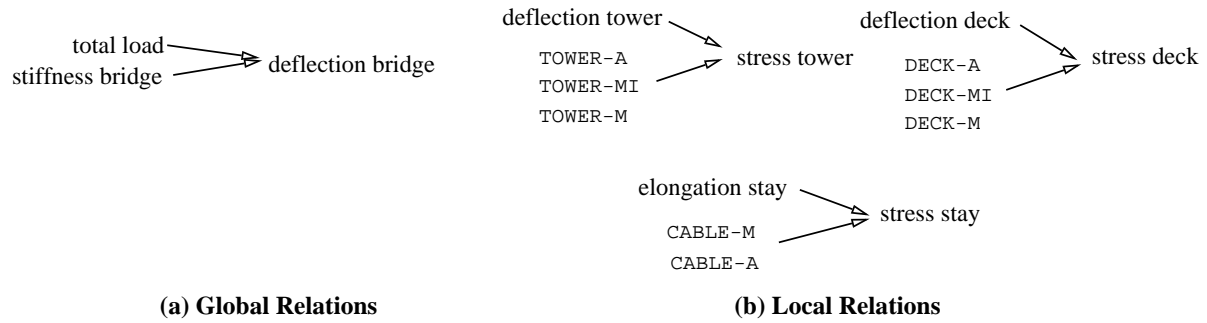 total load
stiffness bridge
deflection bridge
deflection tower
TOWER-A
TOWER-MI
TOWER-M
stress tower
deflection deck
DECK-A
DECK-MI
DECK-M
stress deck
elongation stay
CABLE-M
CABLE-A
stress stay
(a) Global Relations
(b) Local Relations